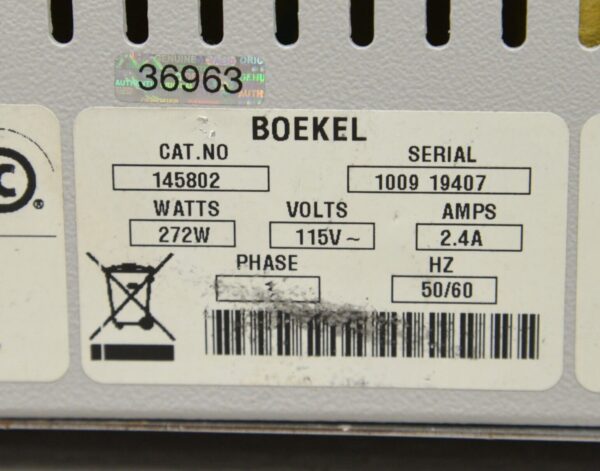 36963
BOEKEL
CAT.NO SERIAL
145802 1009 19407
WATTS VOLTS AMPS
272W 115V~ 2.4A
PHASE HZ
1 50/60
C
®